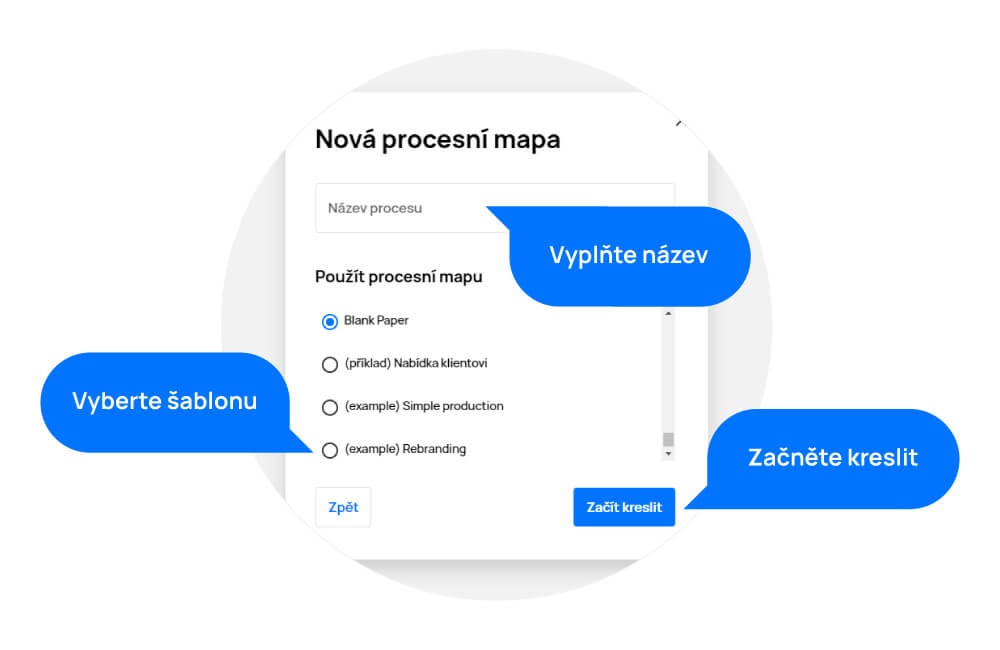 Nová procesní mapa
Název procesu
Vyplňte název
Použít procesní mapu
Blank Paper
(příklad) Nabídka klientovi
Vyberte šablonu
(example) Simple production
(example) Rebranding
Začněte kreslit
Zpět
Začít kreslit